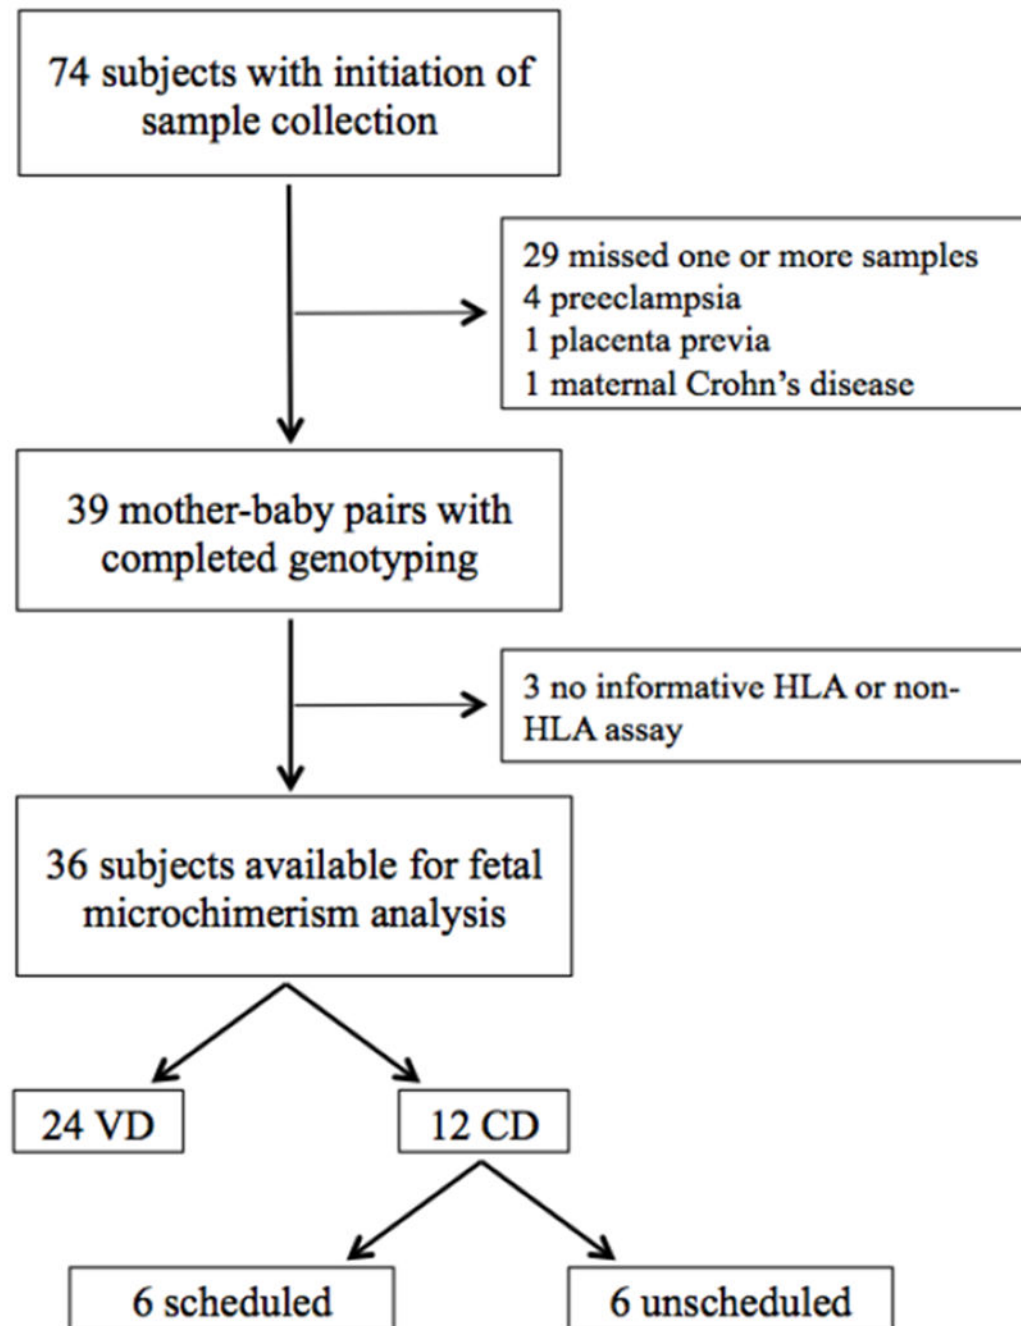 74 subjects with initiation of
sample collection
29 missed one or more samples
4 preeclampsia
1 placenta previa
1 maternal Crohn’s disease
39 mother-baby pairs with
completed genotyping
3 no informative HLA or non-
HLA assay
36 subjects available for fetal
microchimerism analysis
24 VD
12 CD
6 scheduled
6 unscheduled